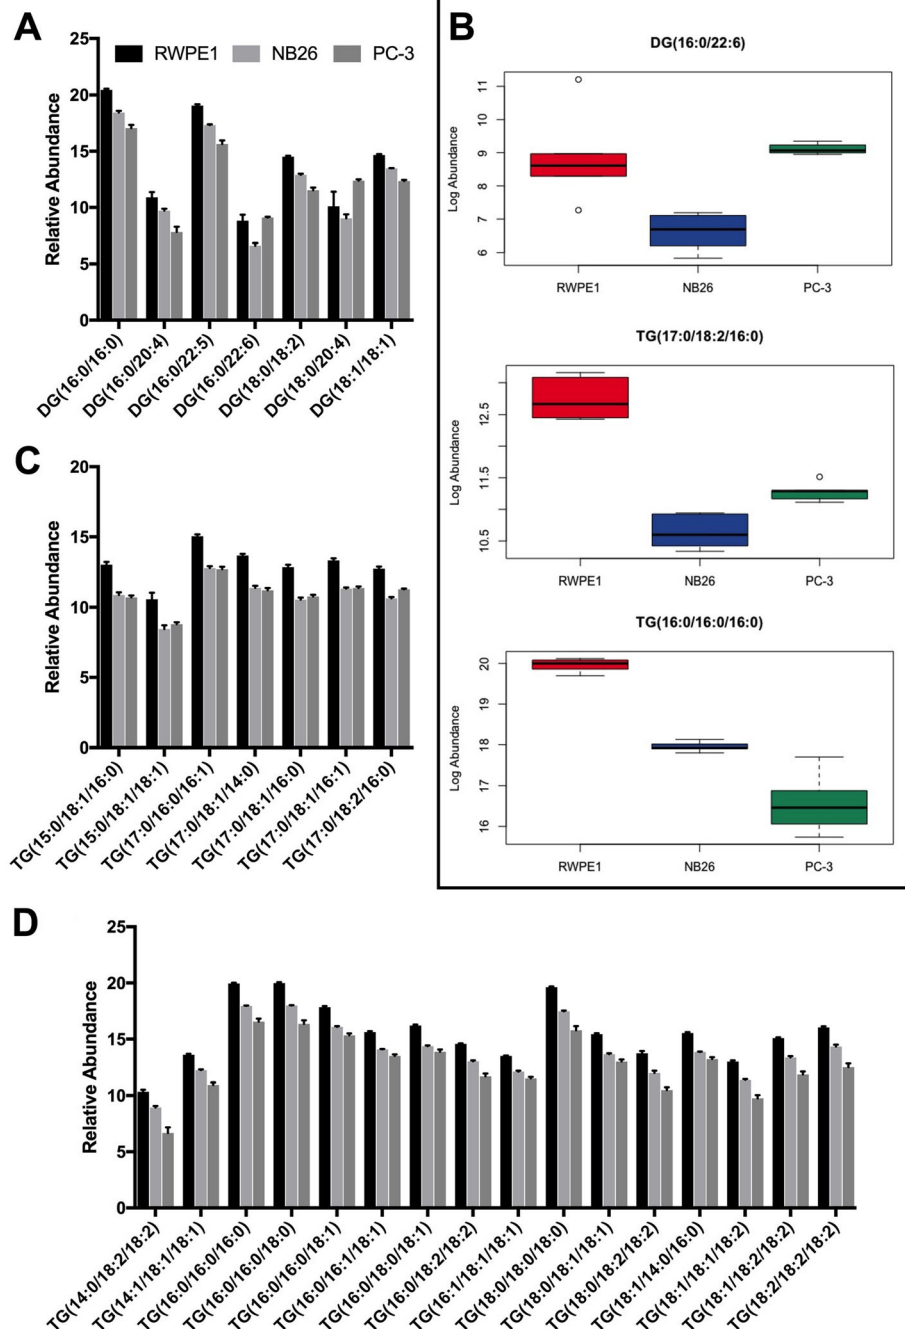 A
25
20
15
10
5
0
Relative Abundance
RWPE1 NB26 PC-3
DG(16:0/16:0)
DG(16:0/20:4)
DG(16:0/22:5)
DG(16:0/22:6)
DG(18:0/18:2)
DG(18:0/20:4)
DG(18:1/18:1)
B
DG(16:0/22:6)
11
10
9
8
7
6
Log Abundance
RWPE1 NB26 PC-3
TG(17:0/18:2/16:0)
12.5
11.5
10.5
Log Abundance
RWPE1 NB26 PC-3
TG(16:0/16:0/16:0)
20
19
18
17
16
Log Abundance
RWPE1 NB26 PC-3
C
20
15
10
5
0
Relative Abundance
TG(15:0/18:1/16:0)
TG(15:0/18:1/18:1)
TG(17:0/16:0/16:1)
TG(17:0/18:1/14:0)
TG(17:0/18:1/16:0)
TG(17:0/18:1/16:1)
TG(17:0/18:2/16:0)
D
25
20
15
10
5
0
Relative Abundance
TG(14:0/18:2/18:2)
TG(14:1/18:1/18:1)
TG(16:0/16:0/16:0)
TG(16:0/16:0/18:0)
TG(16:0/16:0/18:1)
TG(16:0/16:1/18:1)
TG(16:0/18:0/18:1)
TG(16:0/18:2/18:2)
TG(16:1/18:1/18:1)
TG(18:0/18:0/18:0)
TG(18:0/18:1/18:1)
TG(18:0/18:2/18:2)
TG(18:1/14:0/16:0)
TG(18:1/18:1/18:2)
TG(18:1/18:2/18:2)
TG(18:2/18:2/18:2)